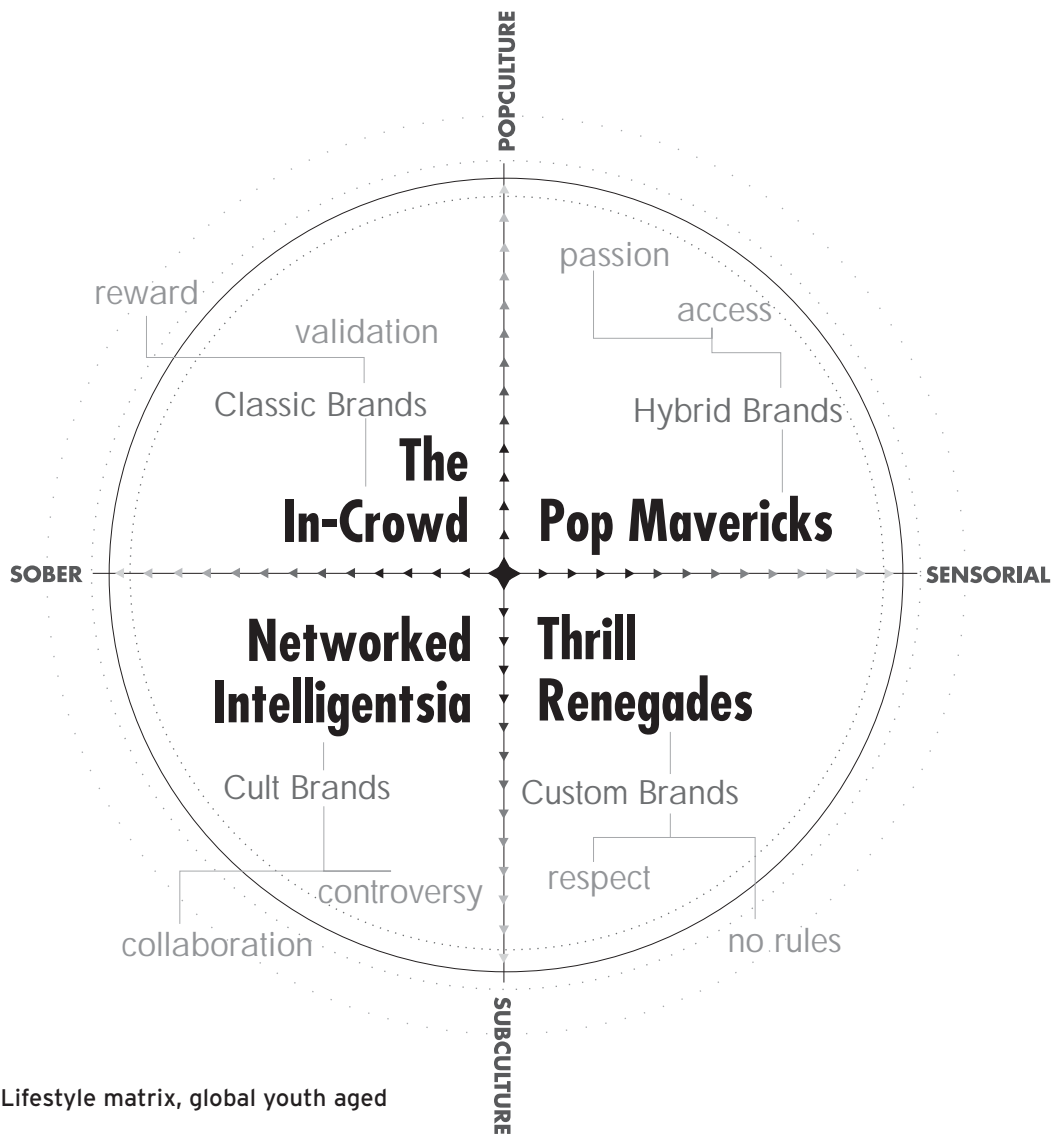 POPCULTURE
passion
access
reward
validation
Classic Brands
Hybrid Brands
The
In-Crowd
Pop Mavericks
SOBER
SENSORIAL
Networked
Intelligentsia
Thrill
Renegades
Cult Brands
Custom Brands
respect
controversy
collaboration
no rules
SUBCULTURE
Lifestyle matrix, global youth aged